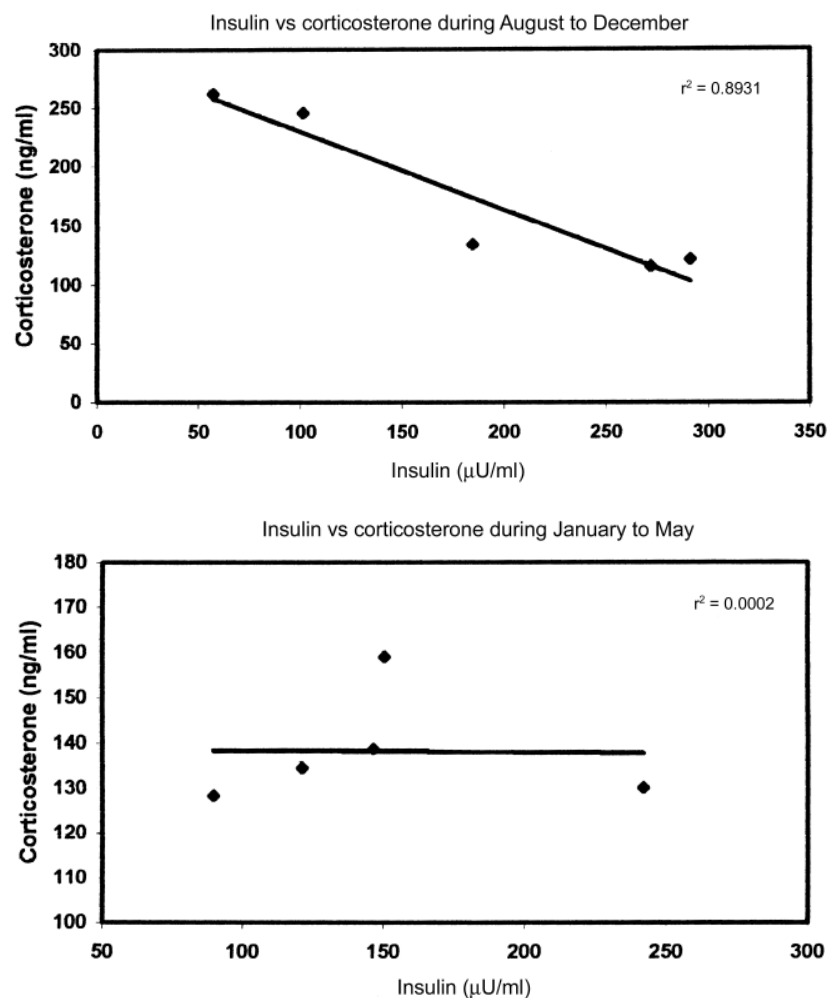 Insulin vs corticosterone during August to December
300
250
200
150
100
50
0
Corticosterone (ng/ml)
r² = 0.8931
0 50 100 150 200 250 300 350
Insulin (μU/ml)
Insulin vs corticosterone during January to May
180
170
160
150
140
130
120
110
100
Corticosterone (ng/ml)
r² = 0.0002
50 100 150 200 250 300
Insulin (μU/ml)